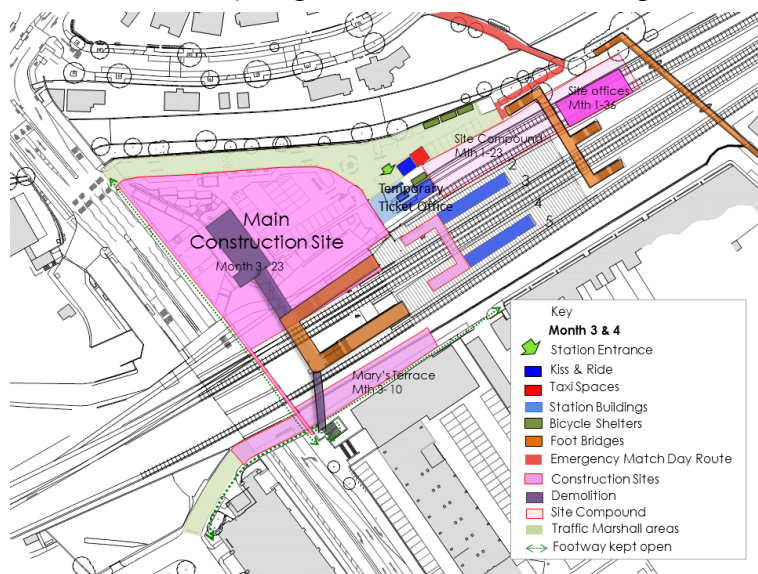 Site offices
Mth 1-36
Site Compound
Mth 1-23
2
3
4
5
Temporary
Ticket Office
Main
Construction Site
Month 3 - 23
Mary's Terrace
Mth 3- 10
Key
Month 3 & 4
Station Entrance
Kiss & Ride
Taxi Spaces
Station Buildings
Bicycle Shelters
Foot Bridges
Emergency Match Day Route
Construction Sites
Demolition
Site Compound
Traffic Marshall areas
Footway kept open